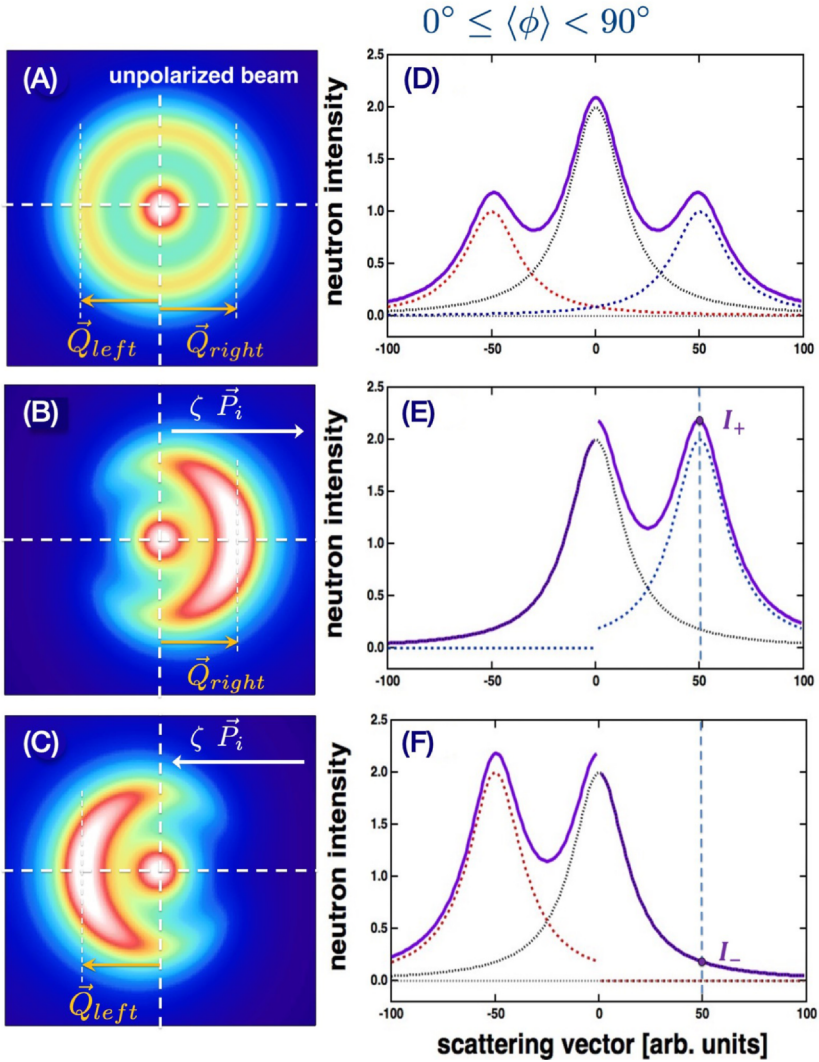 0° ≤ ⟨ϕ⟩ < 90°
(A) unpolarized beam
Q⃗left Q⃗right
(D)
neutron intensity
2.5
2.0
1.5
1.0
0.5
0.0
-100 -50 0 50 100
(B) ζ P⃗i
Q⃗right
(E) I+
neutron intensity
2.5
2.0
1.5
1.0
0.5
0.0
-100 -50 0 50 100
(C) ζ P⃗i
Q⃗left
(F)
I−
neutron intensity
2.5
2.0
1.5
1.0
0.5
0.0
-100 -50 0 50 100
scattering vector [arb. units]